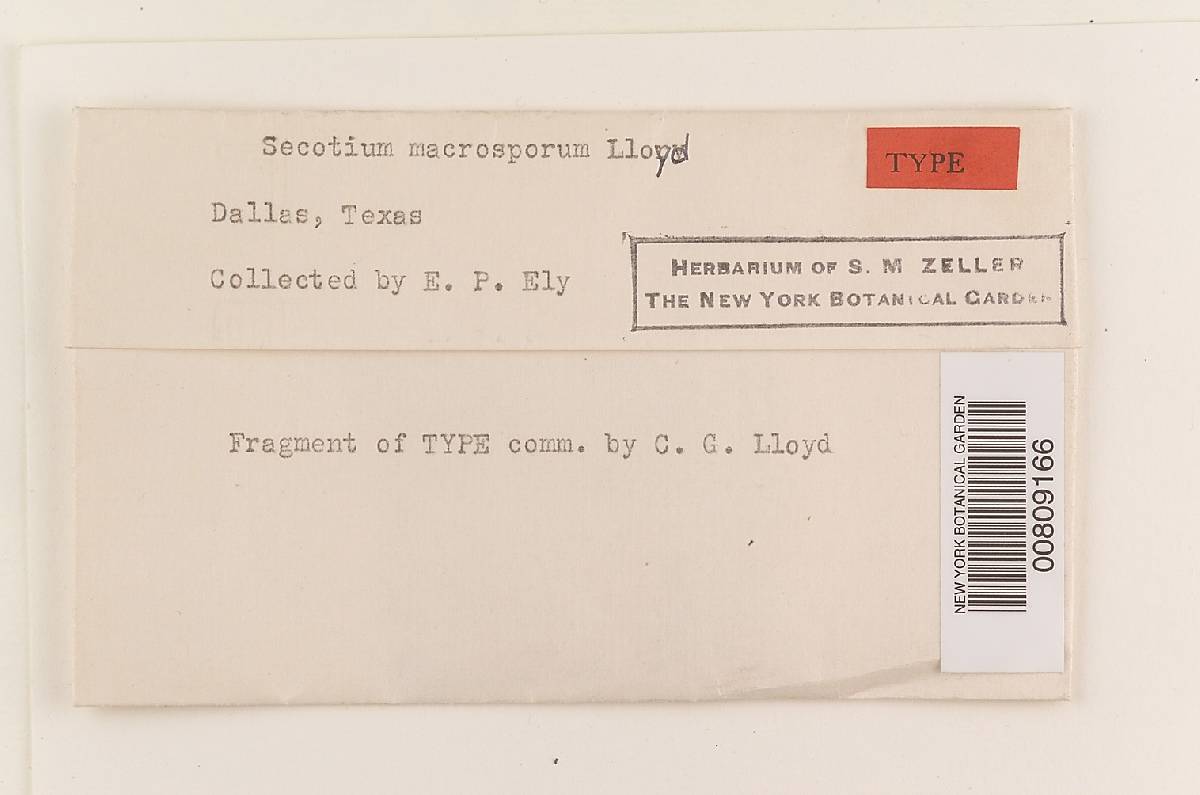 Secotium macrosporum Lloyd
TYPE
Dallas, Texas
Collected by E. P. Ely
HERBARIUM OF S. M ZELLER
THE NEW YORK BOTANICAL GARDEN
Fragment of TYPE comm. by C. G. Lloyd
NEW YORK BOTANICAL GARDEN
00809166